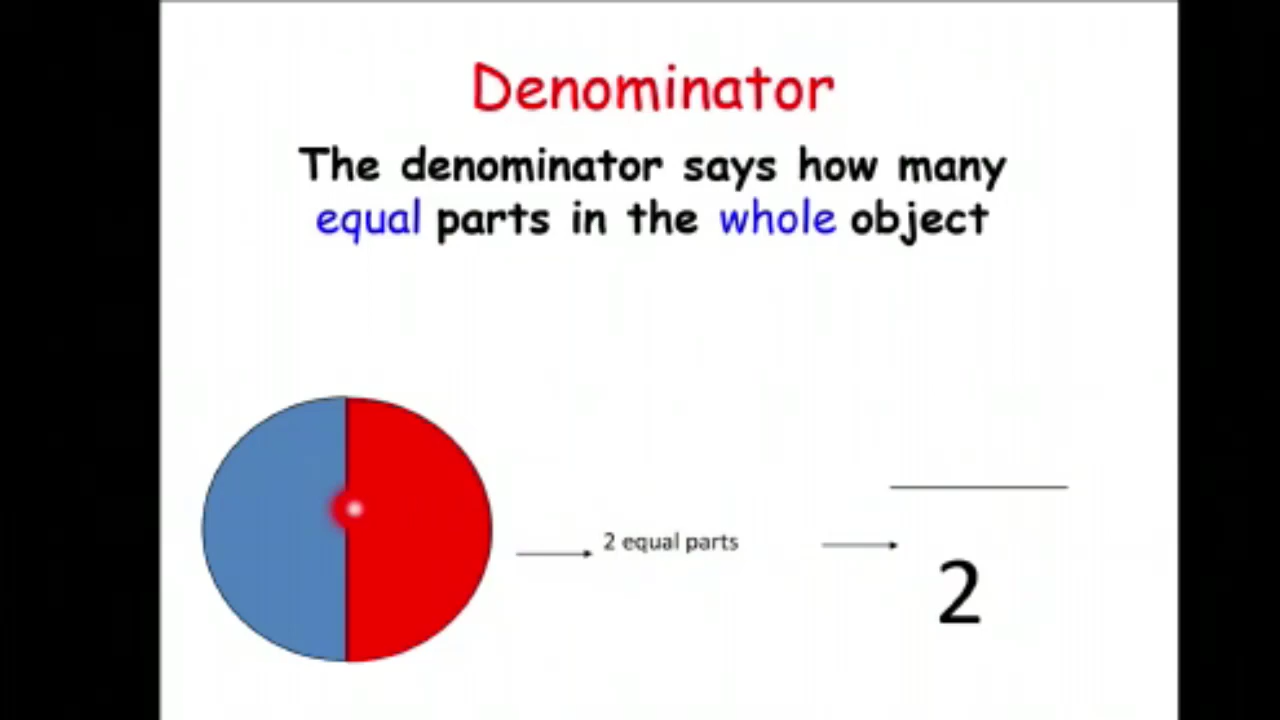 Denominator
The denominator says how many
equal parts in the whole object
2 equal parts
2